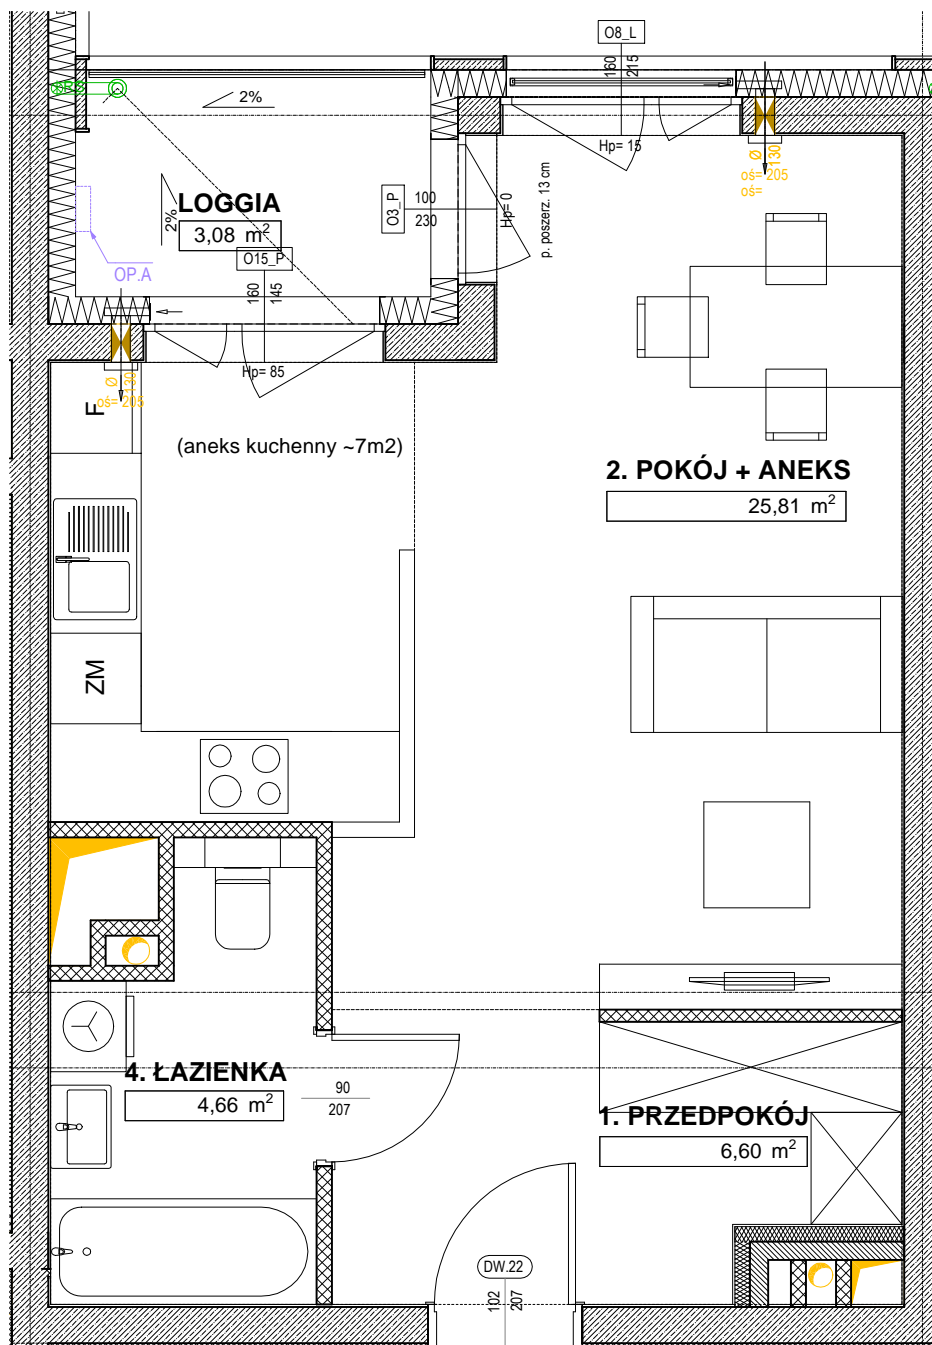 O8_L
160
215
2%
Hp= 15
Ø 130
oś= 205
oś=
O3_P
100
230
Hp= 0
p. poszerz. 13 cm
2%
LOGGIA
3,08 m²
O15_P
160
145
OP.A
Hp= 85
Ø 130
oś= 205
F
(aneks kuchenny ~7m2)
2. POKÓJ + ANEKS
25,81 m²
ZM
4. ŁAZIENKA
4,66 m²
90
207
1. PRZEDPOKÓJ
6,60 m²
DW.22
102
207